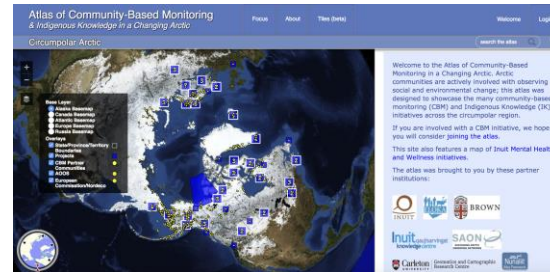 Atlas of Community-Based Monitoring
& Indigenous Knowledge in a Changing Arctic
Focus
About
Tiles (beta)
Welcome
Login
Circumpolar Arctic
search this atlas
Base Layer
Alaska Basemap
Canada Basemap
Atlantic Basemap
Europe Basemap
Russia Basemap
Overlays
State/Province/Territory
Boundaries
Projects
CBM Partner
Communities
AOOS
European
Commission/Nordeco
Welcome to the Atlas of Community-Based
Monitoring in a Changing Arctic. Arctic
communities are actively involved with observing
social and environmental change; this atlas was
designed to showcase the many community-based
monitoring (CBM) and Indigenous Knowledge (IK)
initiatives across the circumpolar region.
If you are involved with a CBM initiative, we hope
you will consider joining the atlas.
This site also features a map of Inuit Mental Health
and Wellness initiatives.
The atlas was brought to you by these partner
institutions:
INUIT
BROWN
Inuit
knowledge centre
SAON
Carleton
UNIVERSITY
Geomatics and Cartographic
Research Centre
Nunaliit